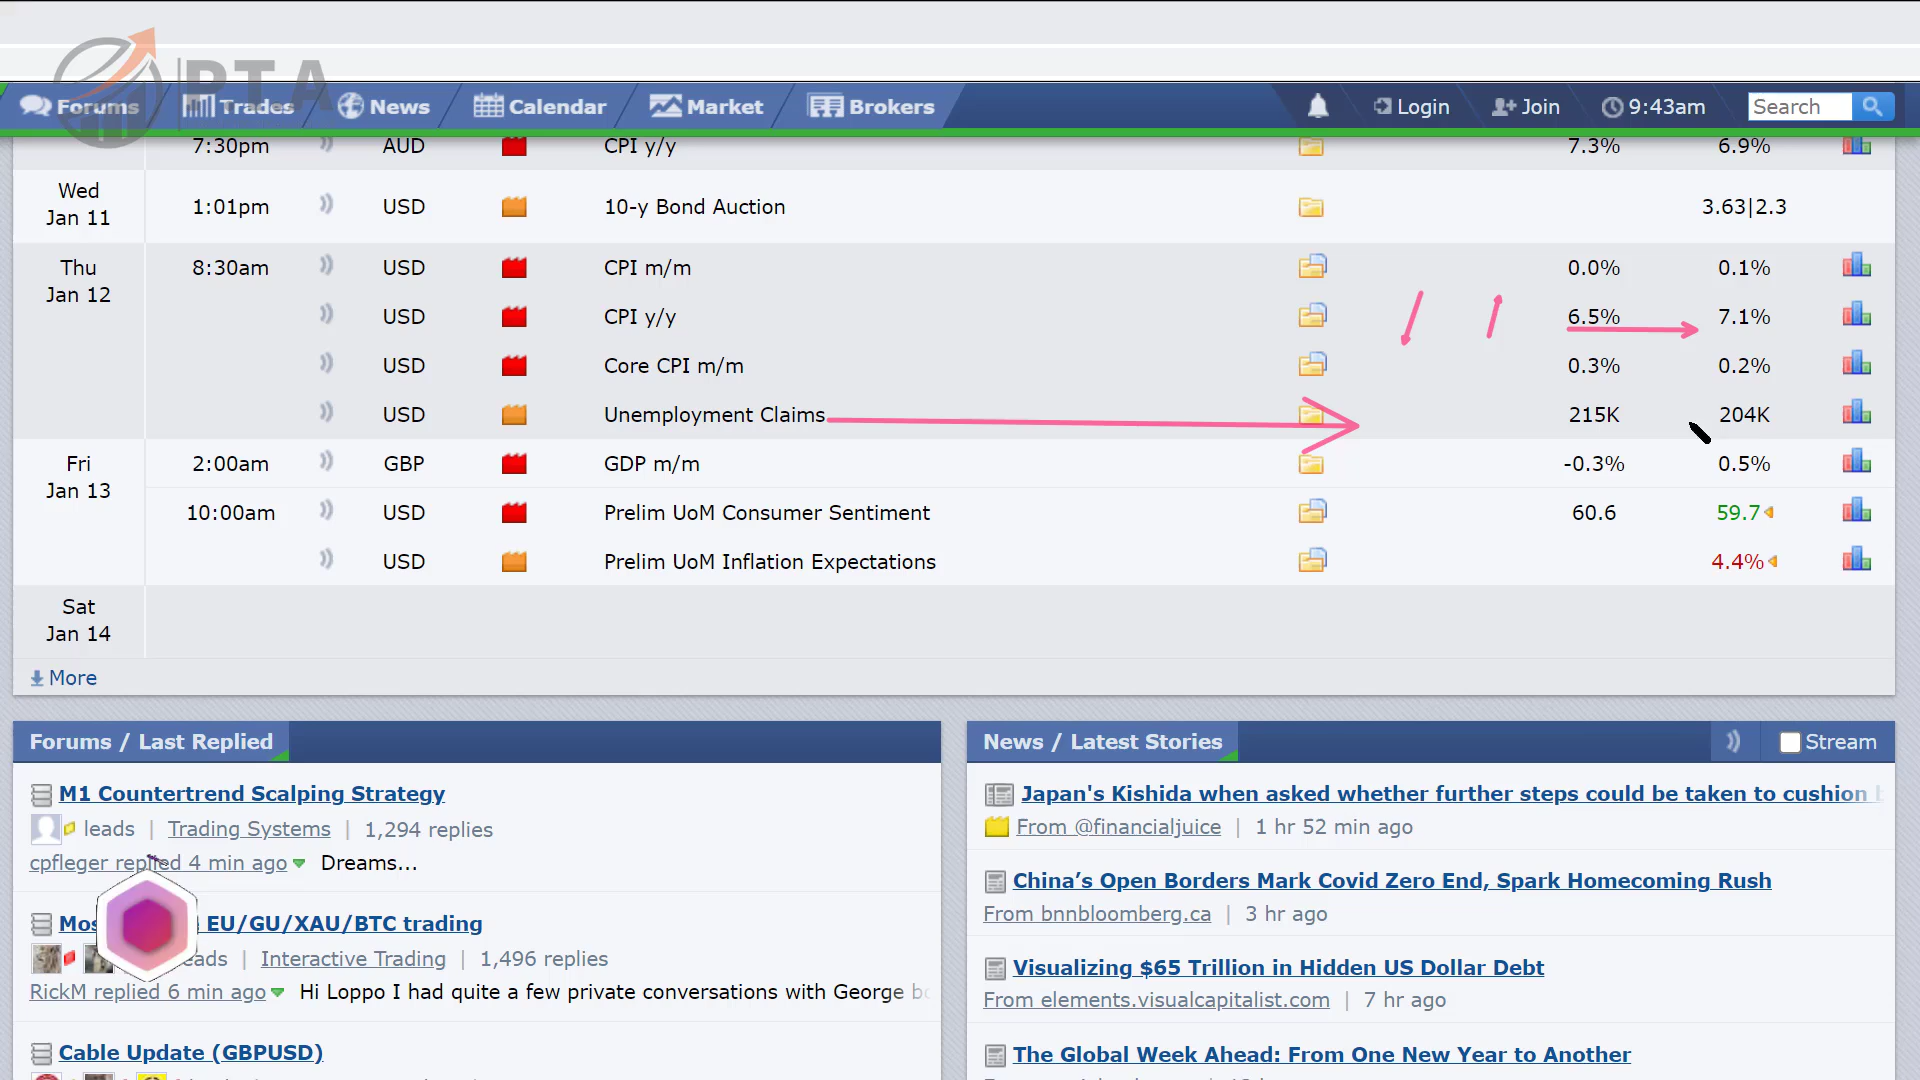 PTA
Forums Trades News Calendar Market Brokers Login Join 9:43am Search
7:30pm AUD CPI y/y 7.3% 6.9%
Wed
Jan 11
1:01pm USD 10-y Bond Auction 3.63|2.3
Thu
Jan 12
8:30am USD CPI m/m 0.0% 0.1%
USD CPI y/y 6.5% 7.1%
USD Core CPI m/m 0.3% 0.2%
USD Unemployment Claims 215K 204K
Fri
Jan 13
2:00am GBP GDP m/m -0.3% 0.5%
10:00am USD Prelim UoM Consumer Sentiment 60.6 59.7
USD Prelim UoM Inflation Expectations 4.4%
Sat
Jan 14
More
Forums / Last Replied
M1 Countertrend Scalping Strategy
leads | Trading Systems | 1,294 replies
cpfleger replied 4 min ago Dreams...
EU/GU/XAU/BTC trading
| Interactive Trading | 1,496 replies
RickM replied 6 min ago Hi Loppo I had quite a few private conversations with George
Cable Update (GBPUSD)
News / Latest Stories Stream
Japan's Kishida when asked whether further steps could be taken to cushion
From @financialjuice | 1 hr 52 min ago
China's Open Borders Mark Covid Zero End, Spark Homecoming Rush
From bnnbloomberg.ca | 3 hr ago
Visualizing $65 Trillion in Hidden US Dollar Debt
From elements.visualcapitalist.com | 7 hr ago
The Global Week Ahead: From One New Year to Another